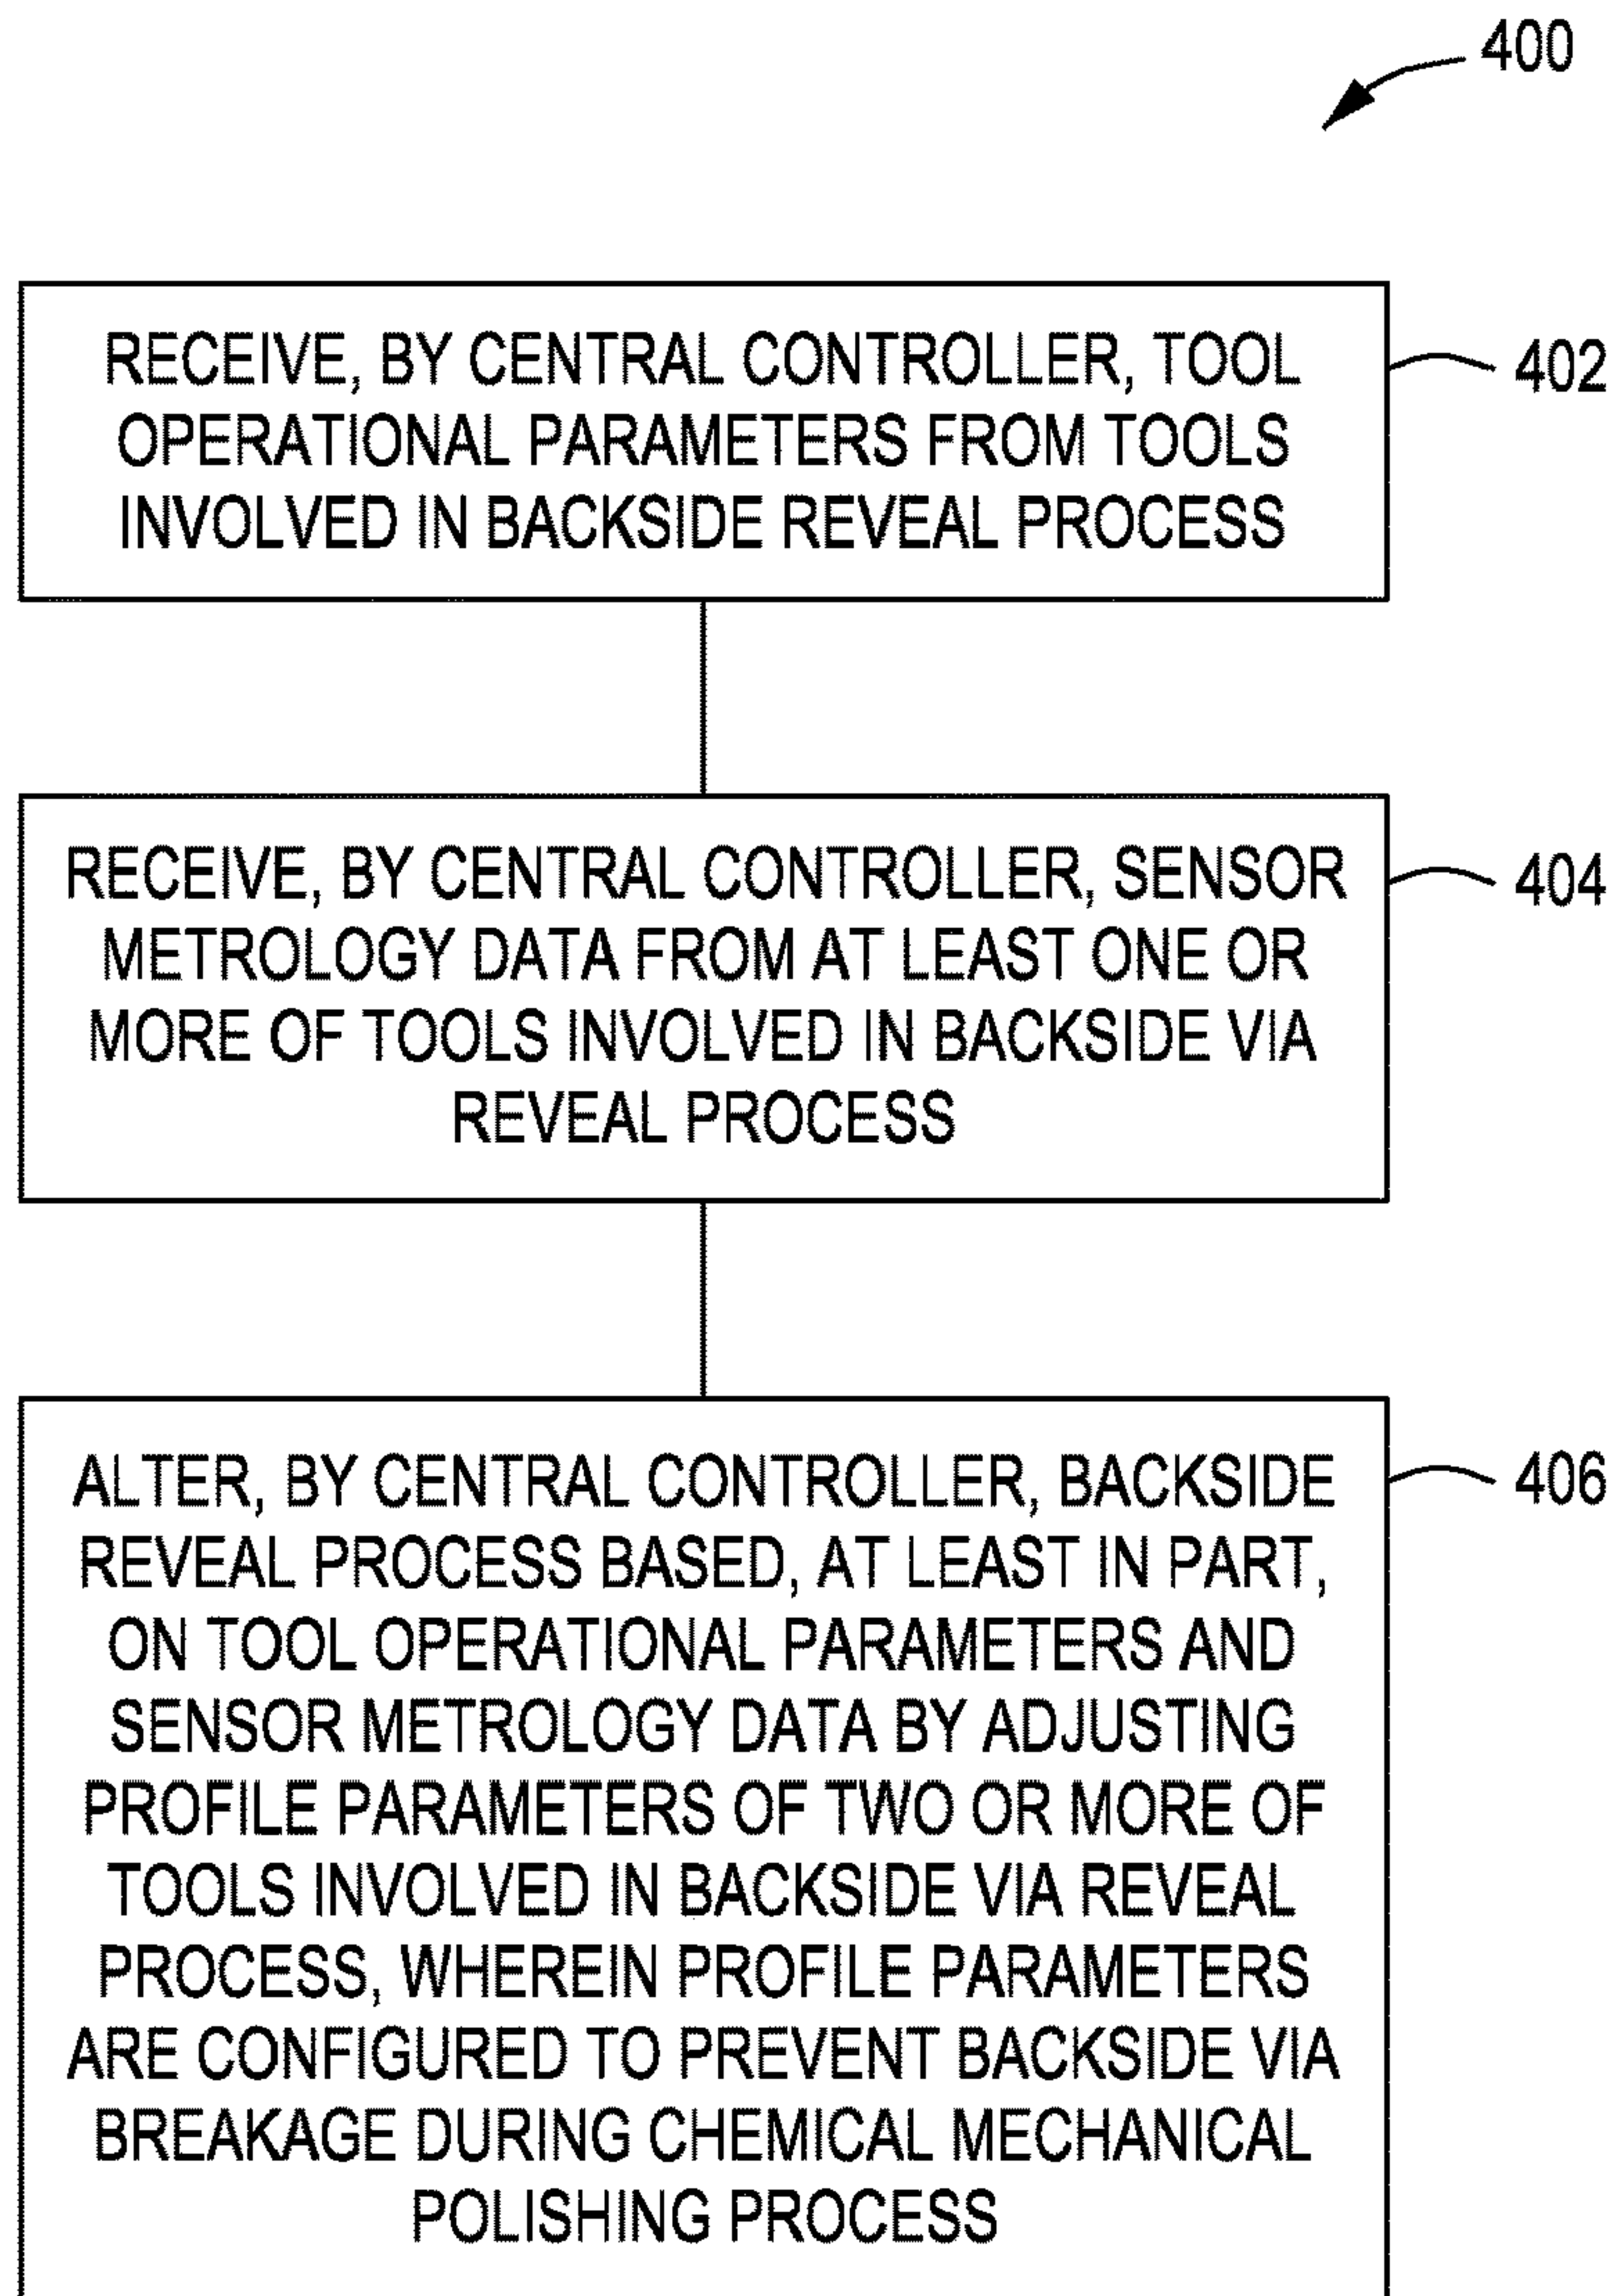 400
RECEIVE, BY CENTRAL CONTROLLER, TOOL
OPERATIONAL PARAMETERS FROM TOOLS
INVOLVED IN BACKSIDE REVEAL PROCESS
402
RECEIVE, BY CENTRAL CONTROLLER, SENSOR
METROLOGY DATA FROM AT LEAST ONE OR
MORE OF TOOLS INVOLVED IN BACKSIDE VIA
REVEAL PROCESS
404
ALTER, BY CENTRAL CONTROLLER, BACKSIDE
REVEAL PROCESS BASED, AT LEAST IN PART,
ON TOOL OPERATIONAL PARAMETERS AND
SENSOR METROLOGY DATA BY ADJUSTING
PROFILE PARAMETERS OF TWO OR MORE OF
TOOLS INVOLVED IN BACKSIDE VIA REVEAL
PROCESS, WHEREIN PROFILE PARAMETERS
ARE CONFIGURED TO PREVENT BACKSIDE VIA
BREAKAGE DURING CHEMICAL MECHANICAL
POLISHING PROCESS
406